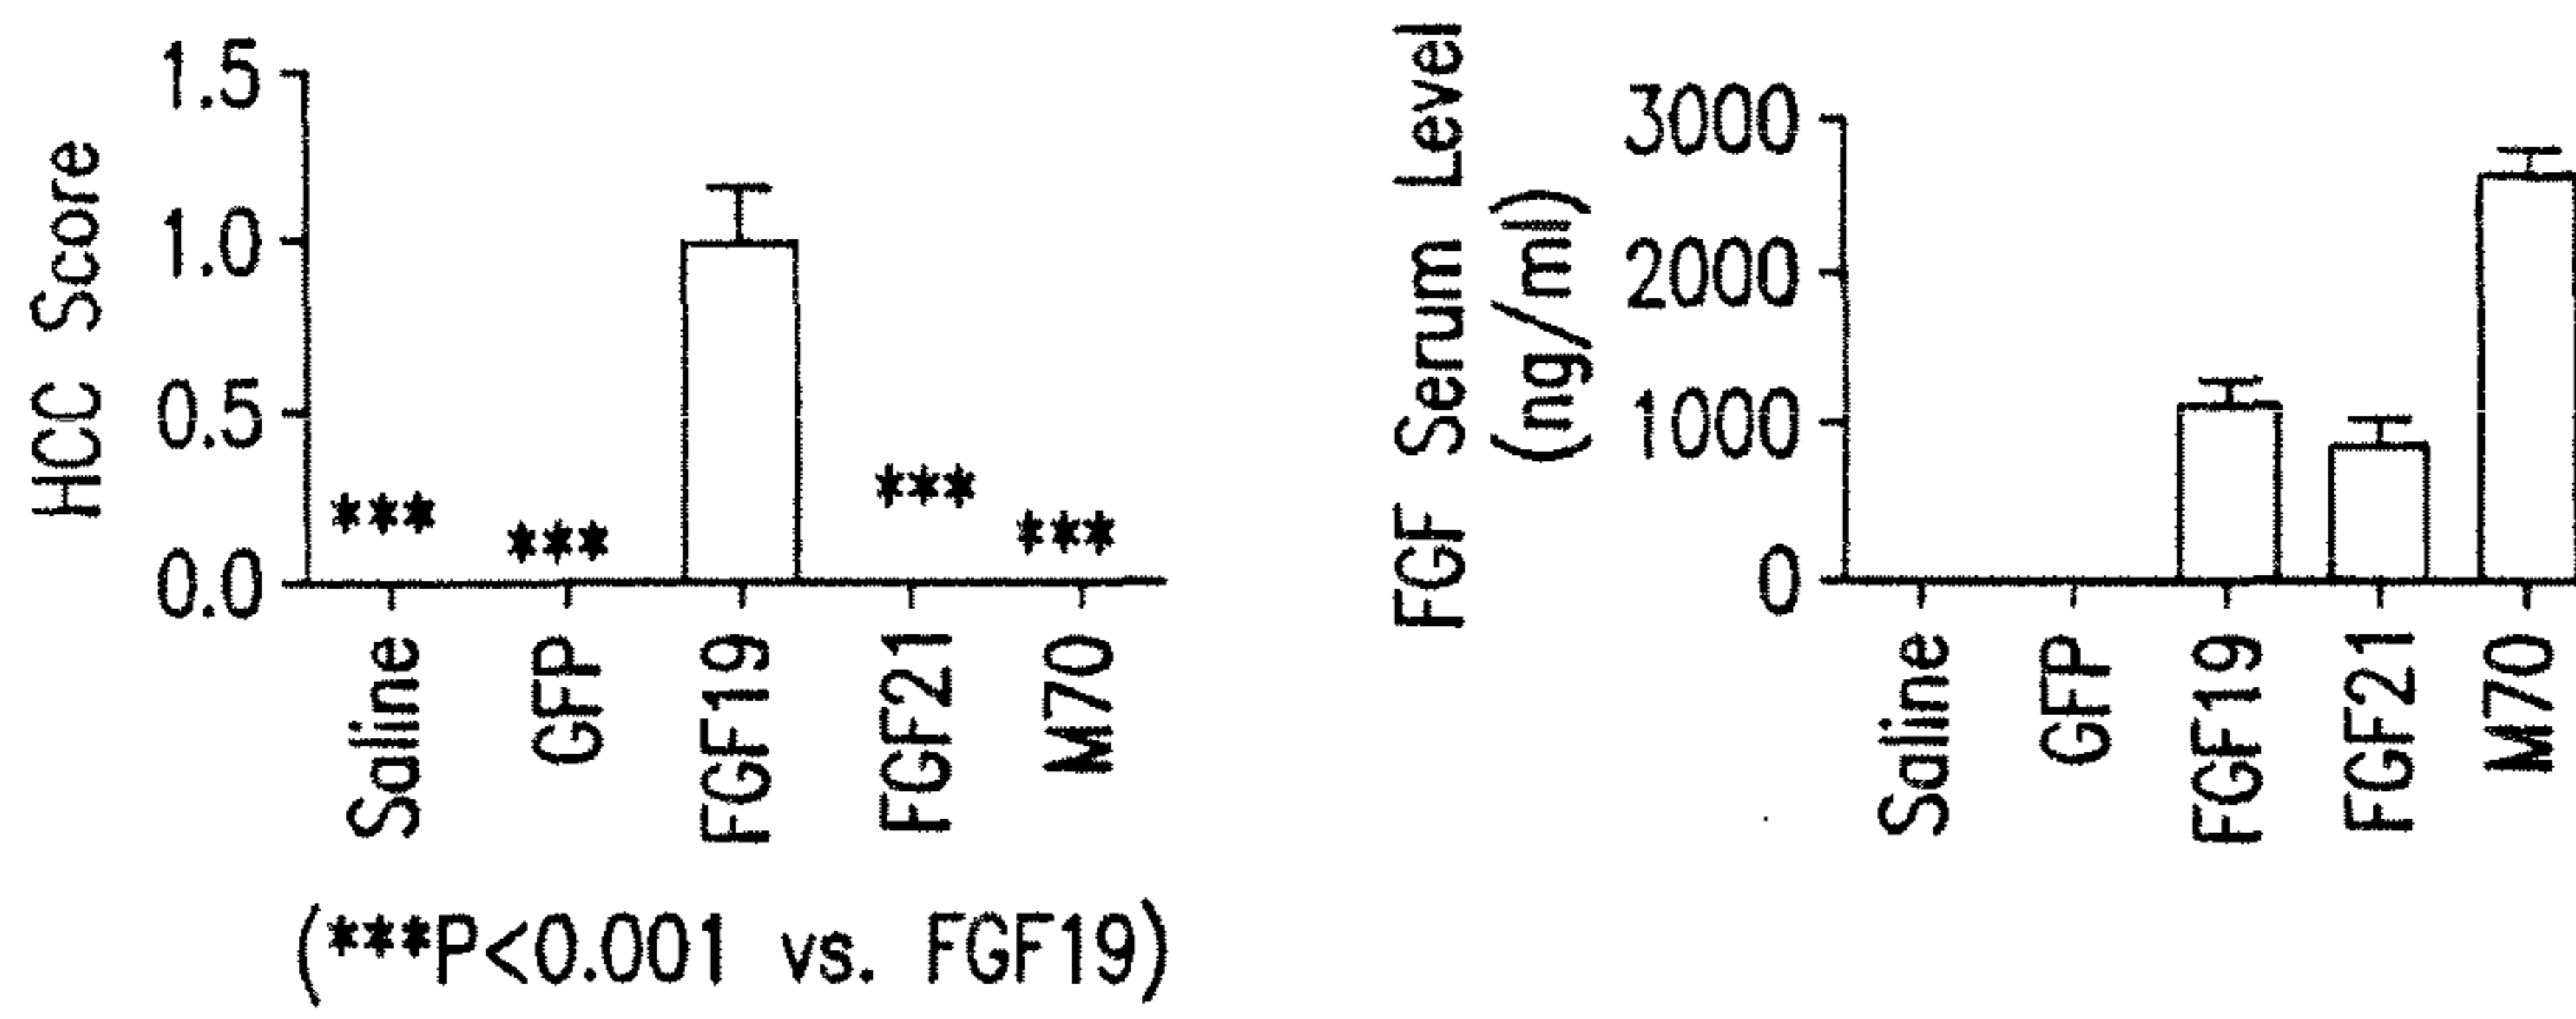 HCC Score
1.5
1.0
0.5
0.0
***
***
***
***
Saline
GFP
FGF19
FGF21
M70
(***P<0.001 vs. FGF19)
FGF Serum Level
(ng/ml)
3000
2000
1000
0
Saline
GFP
FGF19
FGF21
M70